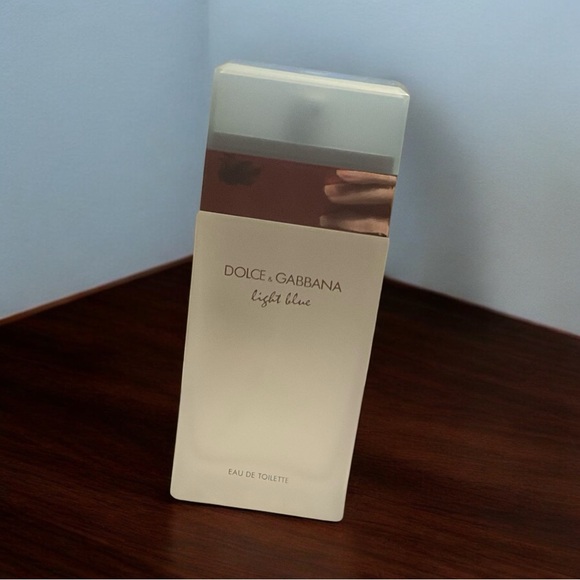 DOLCE & GABBANA
light blue
EAU DE TOILETTE